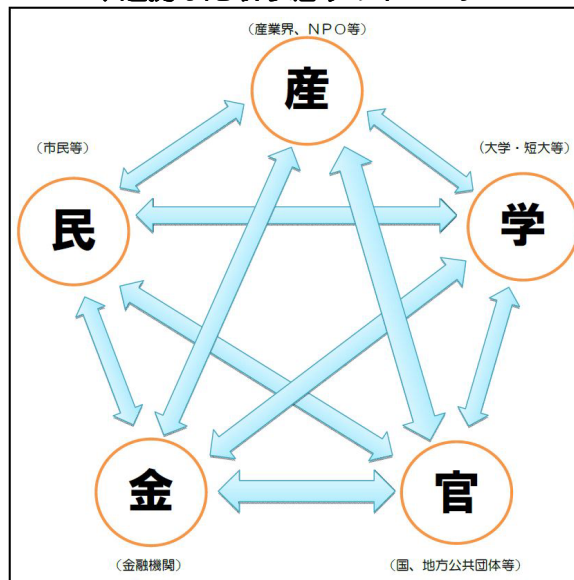 （産業界、ＮＰＯ等）
産
（市民等）
（大学・短大等）
民
学
金
官
（金融機関）
（国、地方公共団体等）